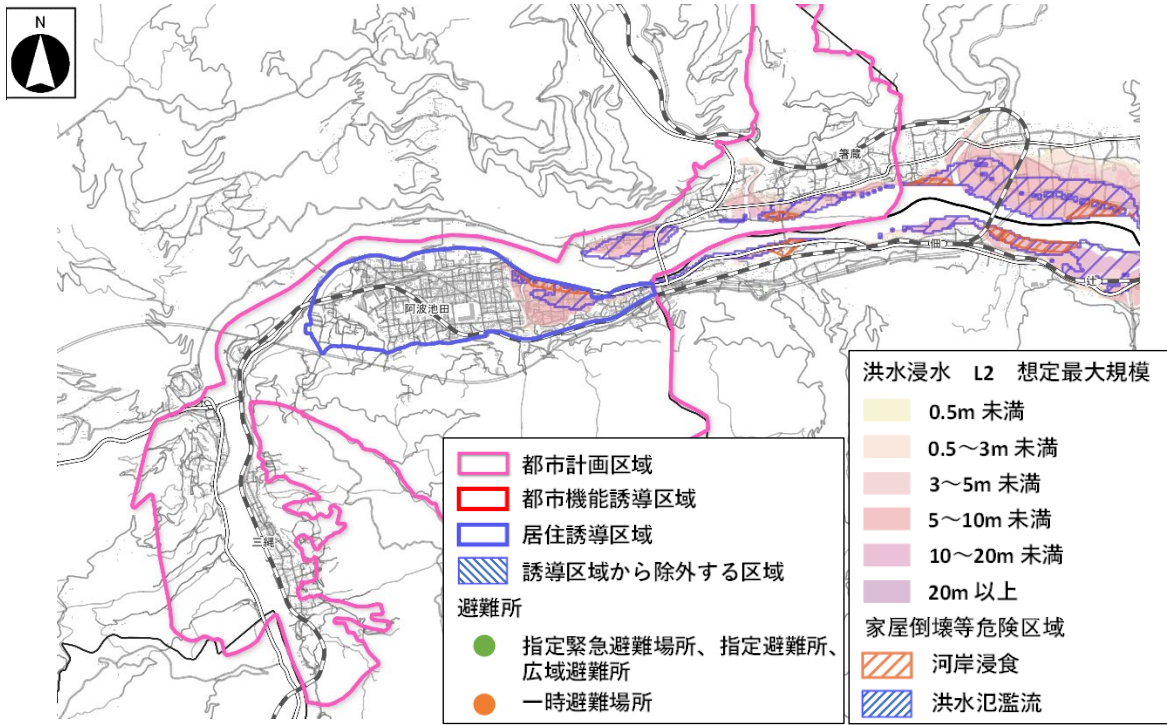 N
箸蔵
佃
辻
阿波池田
三縄
洪水浸水 L2 想定最大規模
0.5m 未満
0.5～3m 未満
3～5m 未満
5～10m 未満
10～20m 未満
20m 以上
家屋倒壊等危険区域
河岸浸食
洪水氾濫流
都市計画区域
都市機能誘導区域
居住誘導区域
誘導区域から除外する区域
避難所
指定緊急避難場所、指定避難所、
広域避難所
一時避難場所